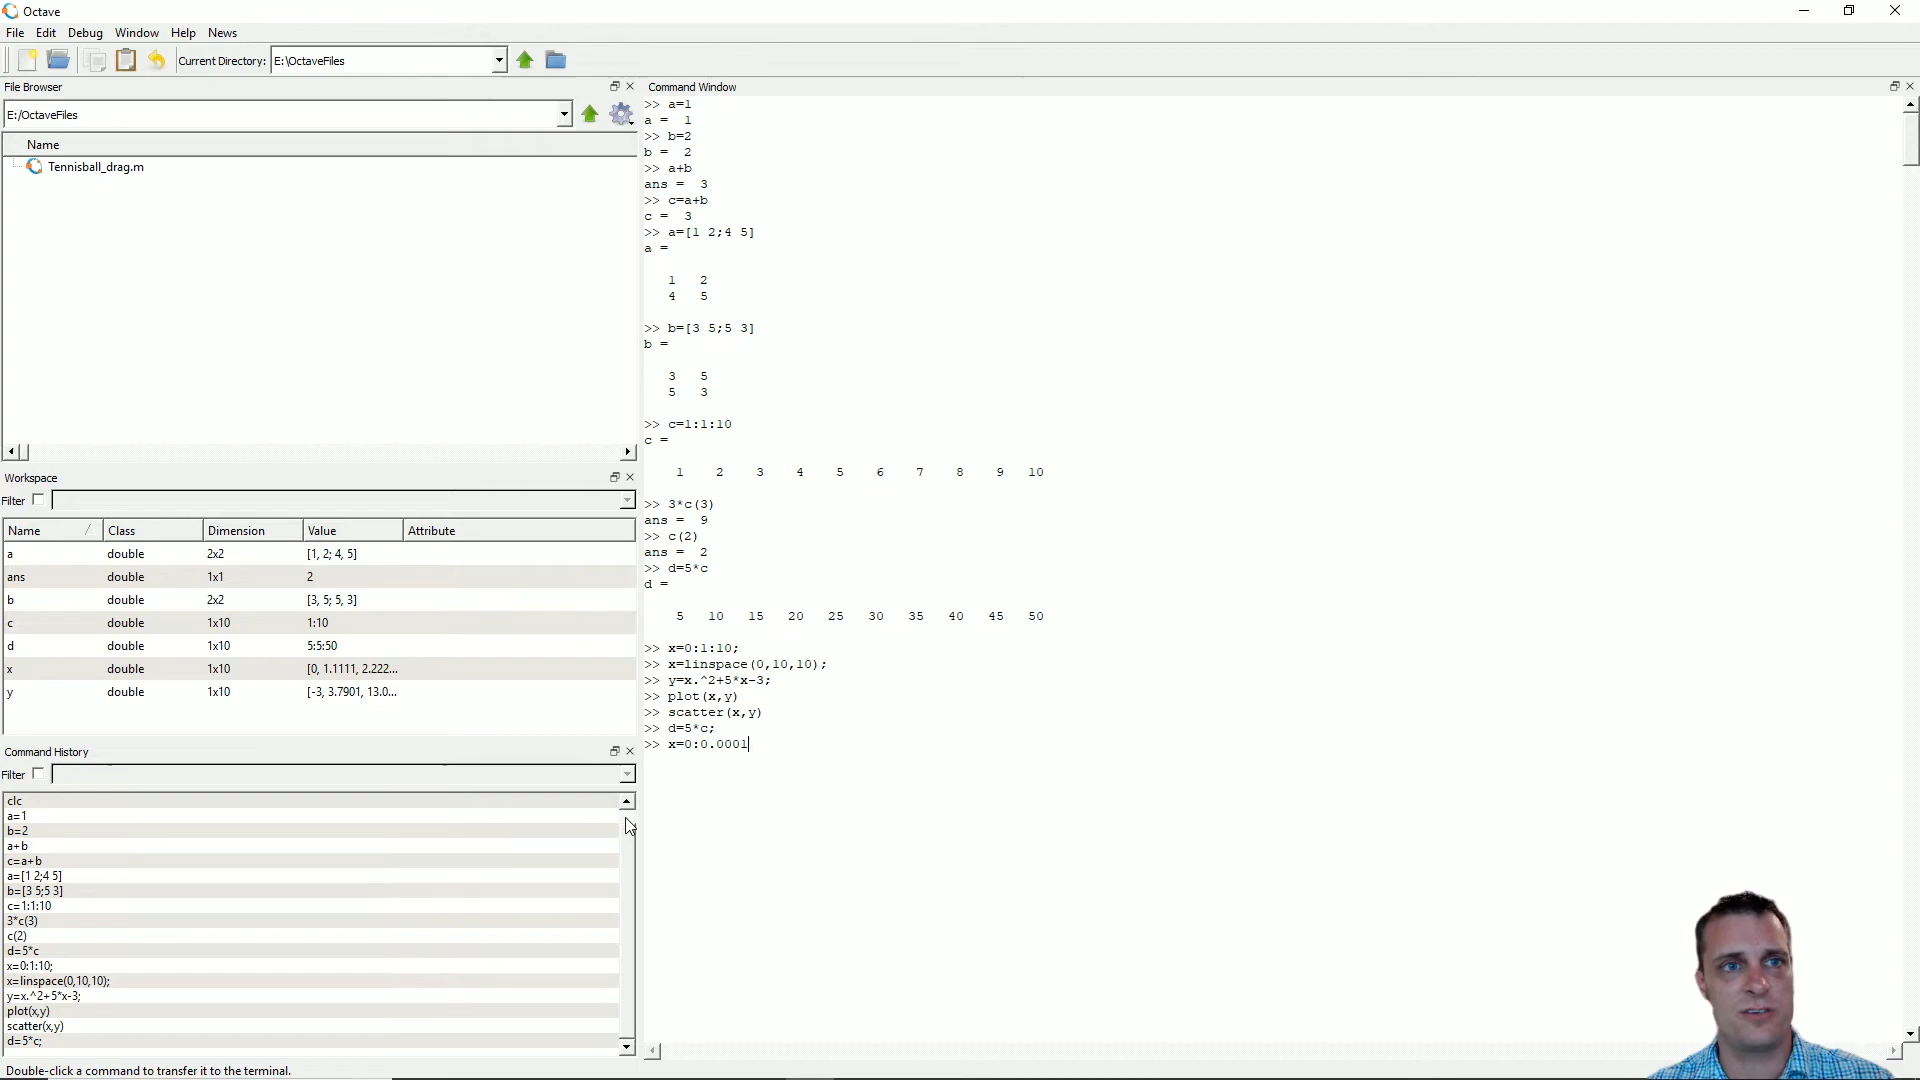 Octave
File Edit Debug Window Help News
Current Directory: E:\OctaveFiles
File Browser
E:/OctaveFiles
Name
Tennisball_drag.m
Workspace
Filter
Name Class Dimension Value Attribute
a double 2x2 [1, 2; 4, 5]
ans double 1x1 2
b double 2x2 [3, 5; 5, 3]
c double 1x10 1:10
d double 1x10 5:5:50
x double 1x10 [0, 1.1111, 2.222...
y double 1x10 [-3, 3.7901, 13.0...
Command History
Filter
clc
a=1
b=2
a+b
c=a+b
a=[1 2;4 5]
b=[3 5;5 3]
c=1:1:10
3*c(3)
c(2)
d=5*c
x=0:1:10;
x=linspace(0,10,10);
y=x.^2+5*x-3;
plot(x,y)
scatter(x,y)
d=5*c;
Double-click a command to transfer it to the terminal.
Command Window
>> a=1
a = 1
>> b=2
b = 2
>> a+b
ans = 3
>> c=a+b
c = 3
>> a=[1 2;4 5]
a =
1 2
4 5
>> b=[3 5;5 3]
b =
3 5
5 3
>> c=1:1:10
c =
1 2 3 4 5 6 7 8 9 10
>> 3*c(3)
ans = 9
>> c(2)
ans = 2
>> d=5*c
d =
5 10 15 20 25 30 35 40 45 50
>> x=0:1:10;
>> x=linspace(0,10,10);
>> y=x.^2+5*x-3;
>> plot(x,y)
>> scatter(x,y)
>> d=5*c;
>> x=0:0.0001